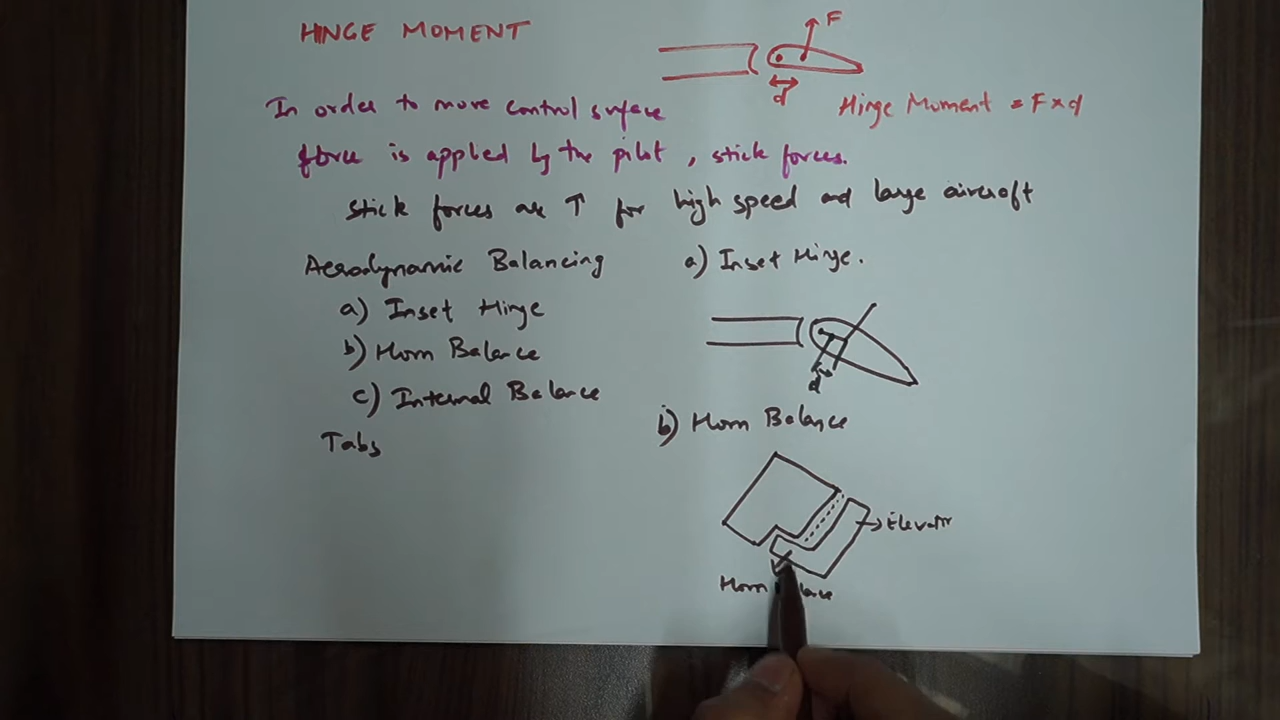 HINGE MOMENT
F
d
Hinge Moment = F x d
In order to move control surface
force is applied by the pilot, stick forces.
stick forces are ↑ for high speed and large aircraft
Aerodynamic Balancing
a) Inset Hinge
b) Horn Balance
c) Internal Balance
Tabs
a) Inset Hinge.
d
b) Horn Balance
→ Elevator
Horn